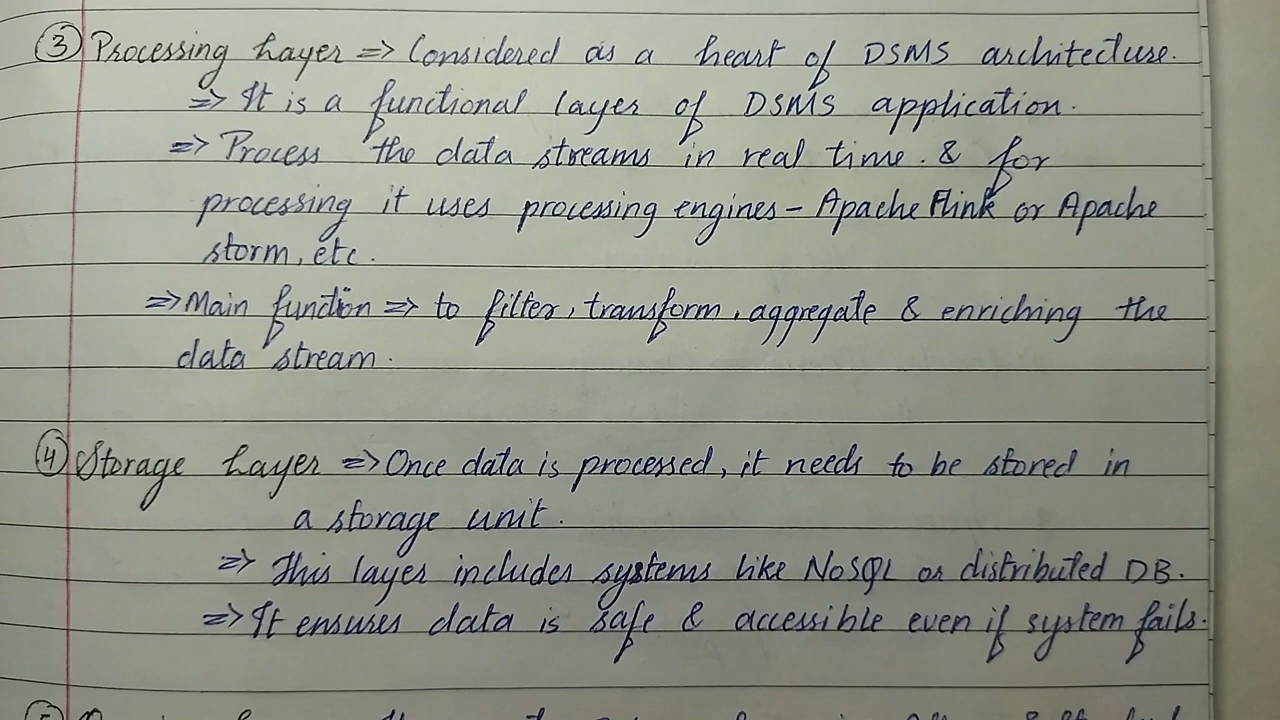 ③ Processing Layer => Considered as a heart of DSMS architecture.
=> It is a functional layer of DSMS application.
=> Process the data streams in real time. & for
processing it uses processing engines - Apache Flink or Apache
storm, etc.
=> Main function => to filter, transform, aggregate & enriching the
data stream.
④ Storage Layer => Once data is processed, it needs to be stored in
a storage unit.
=> This layer includes systems like NoSQL or distributed DB.
=> It ensures data is safe & accessible even if system fails.